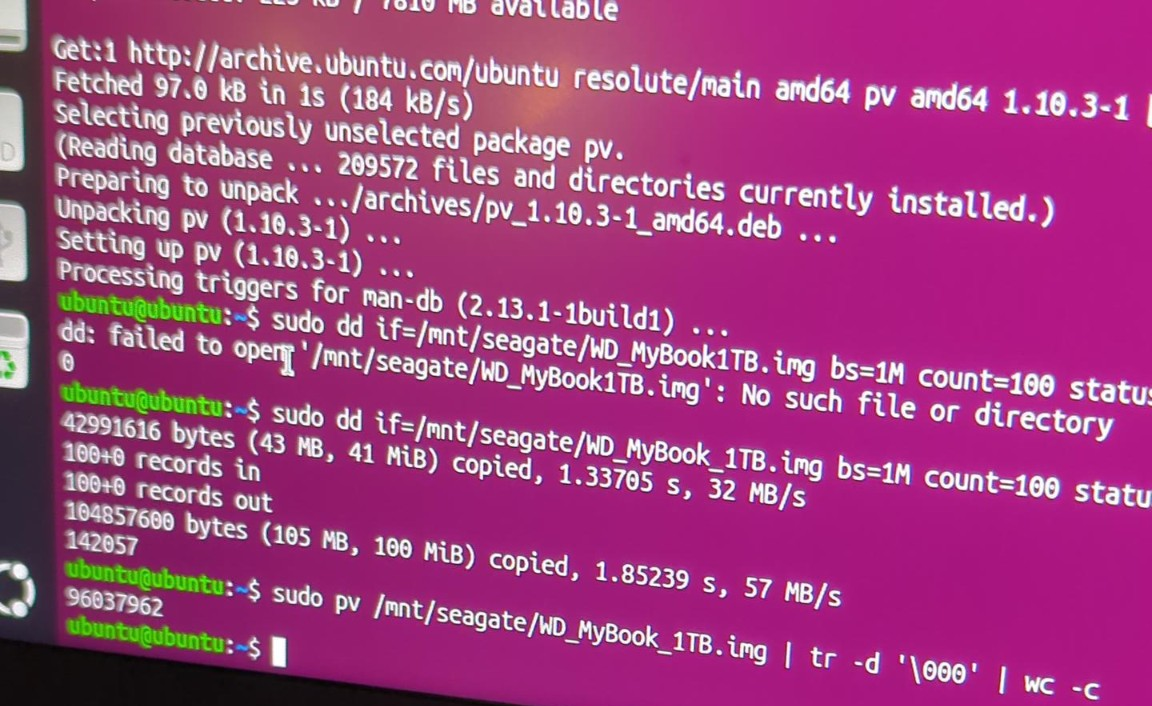 / 7810 MB available
Get:1 http://archive.ubuntu.com/ubuntu resolute/main amd64 pv amd64 1.10.3-1
Fetched 97.0 kB in 1s (184 kB/s)
Selecting previously unselected package pv.
(Reading database ... 209572 files and directories currently installed.)
Preparing to unpack .../archives/pv_1.10.3-1_amd64.deb ...
Unpacking pv (1.10.3-1) ...
Setting up pv (1.10.3-1) ...
Processing triggers for man-db (2.13.1-1build1) ...
ubuntu@ubuntu:~$ sudo dd if=/mnt/seagate/WD_MyBook1TB.img bs=1M count=100 status
dd: failed to open '/mnt/seagate/WD_MyBook1TB.img': No such file or directory
0
ubuntu@ubuntu:~$ sudo dd if=/mnt/seagate/WD_MyBook_1TB.img bs=1M count=100 statu
42991616 bytes (43 MB, 41 MiB) copied, 1.33705 s, 32 MB/s
100+0 records in
100+0 records out
104857600 bytes (105 MB, 100 MiB) copied, 1.85239 s, 57 MB/s
142057
ubuntu@ubuntu:~$ sudo pv /mnt/seagate/WD_MyBook_1TB.img | tr -d '\000' | wc -c
96037962
ubuntu@ubuntu:~$